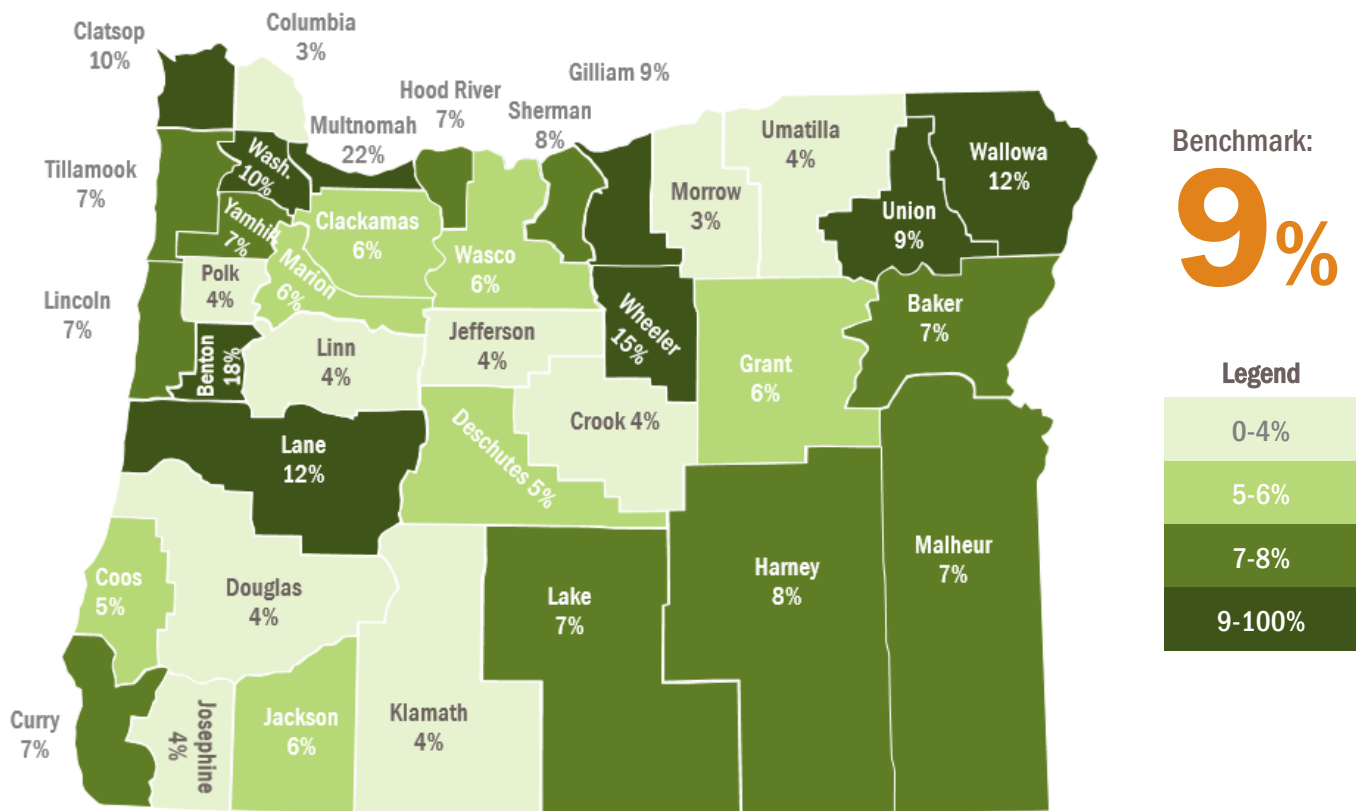 Clatsop
10%
Columbia
3%
Multnomah
22%
Hood River
7%
Sherman
8%
Gilliam 9%
Umatilla
4%
Morrow
3%
Wallowa
12%
Union
9%
Tillamook
7%
Wash.
10%
Yamhill
7%
Clackamas
6%
Wasco
6%
Polk
4%
Marion
6%
Lincoln
7%
Benton
18%
Linn
4%
Jefferson
4%
Wheeler
15%
Grant
6%
Baker
7%
Lane
12%
Deschutes 5%
Crook 4%
Coos
5%
Douglas
4%
Lake
7%
Harney
8%
Malheur
7%
Curry
7%
Josephine
4%
Jackson
6%
Klamath
4%
Benchmark:
9%
Legend
0-4%
5-6%
7-8%
9-100%